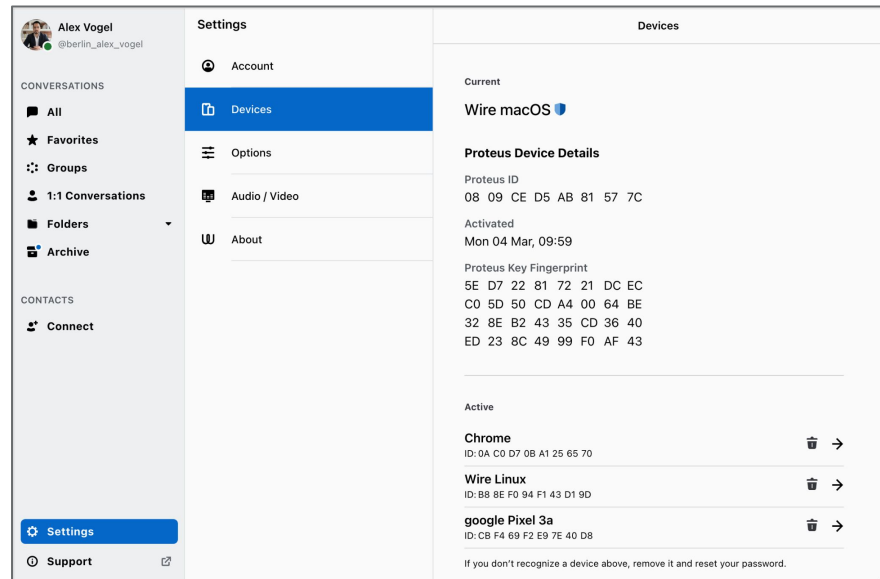 Alex Vogel
@berlin_alex_vogel
CONVERSATIONS
All
Favorites
Groups
1:1 Conversations
Folders
Archive
CONTACTS
Connect
Settings
Support
Settings
Account
Devices
Options
Audio / Video
About
Devices
Current
Wire macOS
Proteus Device Details
Proteus ID
08 09 CE D5 AB 81 57 7C
Activated
Mon 04 Mar, 09:59
Proteus Key Fingerprint
5E D7 22 81 72 21 DC EC
C0 5D 50 CD A4 00 64 BE
32 8E B2 43 35 CD 36 40
ED 23 8C 49 99 F0 AF 43
Active
Chrome
ID: 0A C0 D7 0B A1 25 65 70
Wire Linux
ID: B8 8E F0 94 F1 43 D1 9D
google Pixel 3a
ID: CB F4 69 F2 E9 7E 40 D8
If you don't recognize a device above, remove it and reset your password.